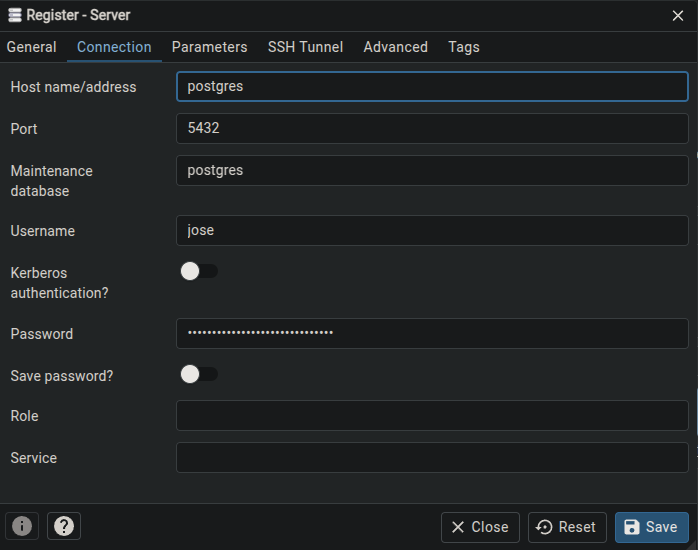 Register - Server
General Connection Parameters SSH Tunnel Advanced Tags
Host name/address postgres
Port 5432
Maintenance database postgres
Username jose
Kerberos authentication?
Password ••••••••••••••••••••••••••••••
Save password?
Role
Service
i ? Close Reset Save